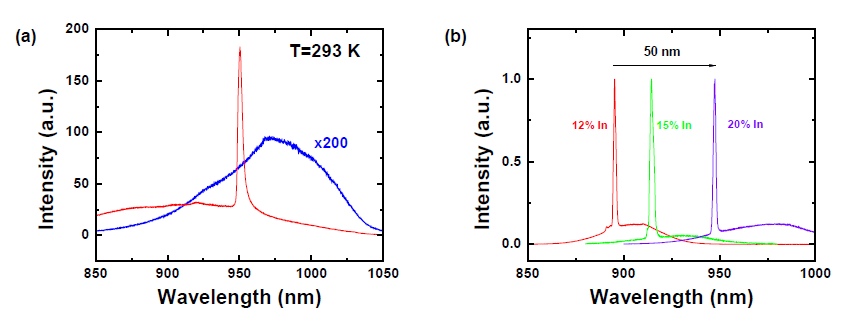 (a)
200
150
100
50
0
T=293 K
x200
Intensity (a.u.)
850 900 950 1000 1050
Wavelength (nm)
(b)
50 nm
1.0
0.5
0.0
12% In 15% In 20% In
Intensity (a.u.)
850 900 950 1000
Wavelength (nm)